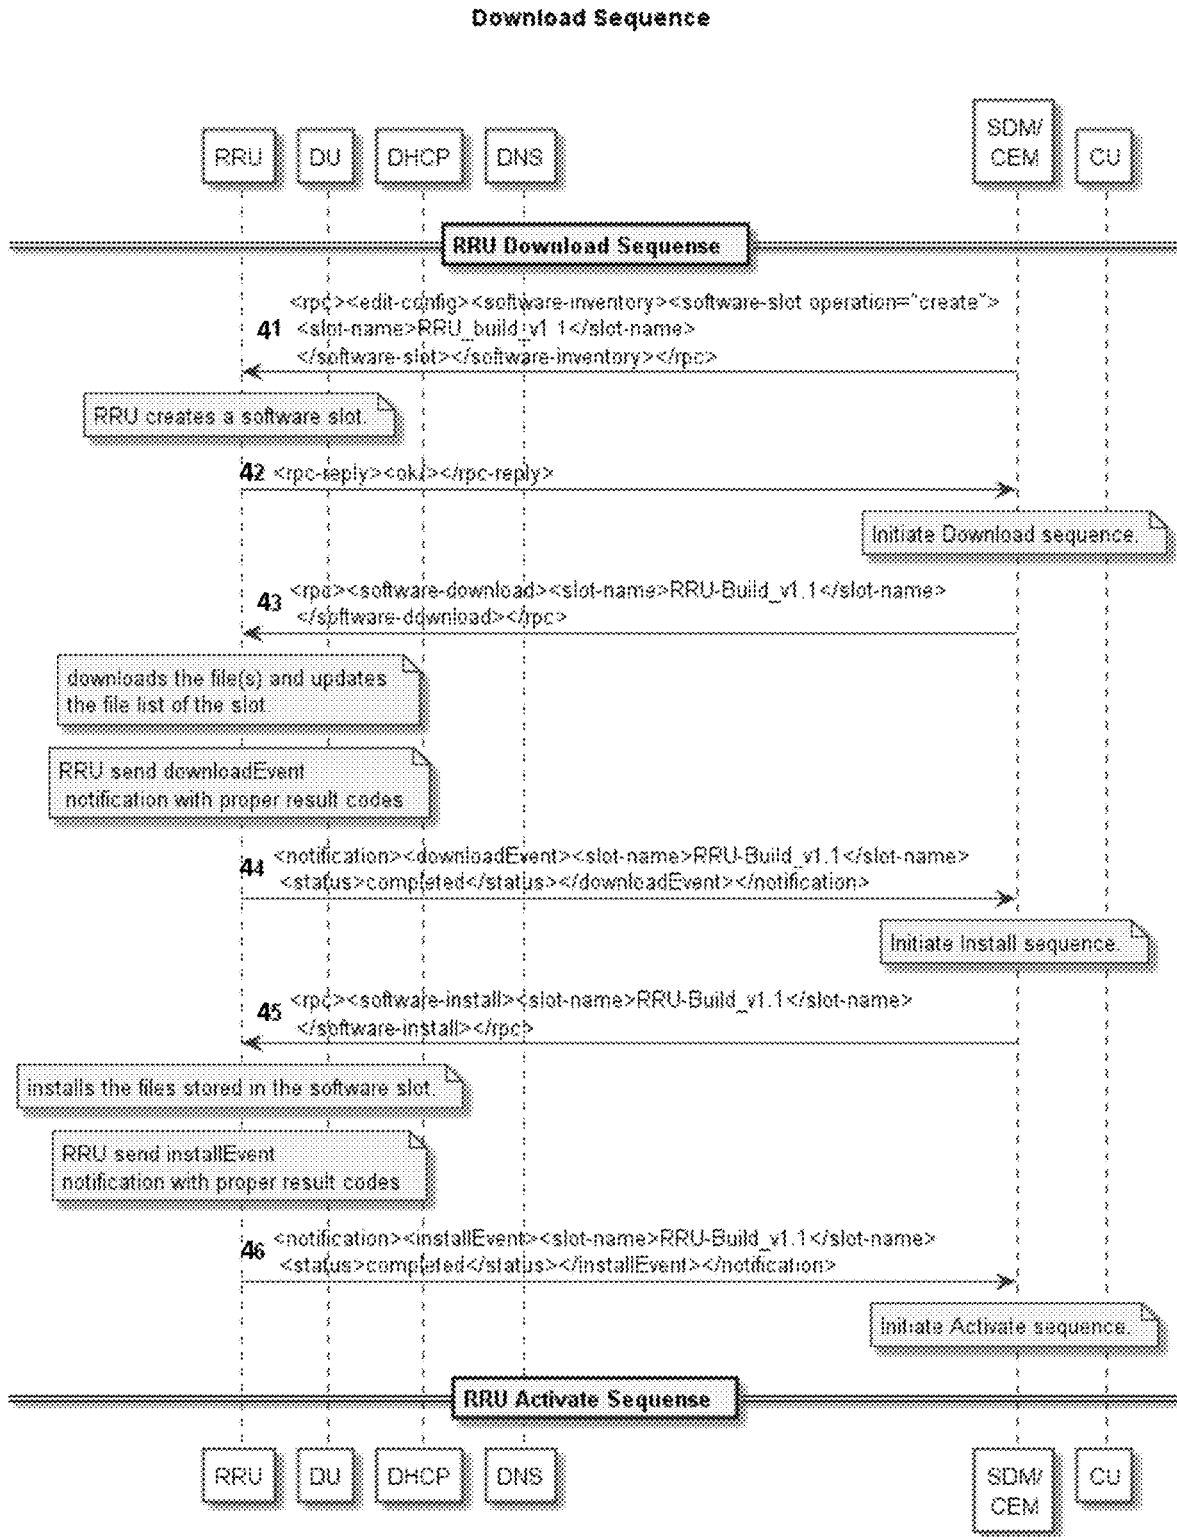 Download Sequence
RRU DU DHCP DNS SDM/ CU
CEM
RRU Download Sequense
<rpc><edit-config><software-inventory><software-slot operation="create">
41 <slot-name>RRU_build_v1.1</slot-name>
</software-slot></software-inventory></rpc>
RRU creates a software slot.
42 <rpc-reply><ok/></rpc-reply>
Initiate Download sequence.
43 <rpc><software-download><slot-name>RRU-Build_v1.1</slot-name>
</software-download></rpc>
downloads the file(s) and updates
the file list of the slot.
RRU send downloadEvent
notification with proper result codes
44 <notification><downloadEvent><slot-name>RRU-Build_v1.1</slot-name>
<status>completed</status></downloadEvent></notification>
Initiate Install sequence.
45 <rpc><software-install><slot-name>RRU-Build_v1.1</slot-name>
</software-install></rpc>
installs the files stored in the software slot.
RRU send installEvent
notification with proper result codes
46 <notification><installEvent><slot-name>RRU-Build_v1.1</slot-name>
<status>completed</status></installEvent></notification>
Initiate Activate sequence.
RRU Activate Sequense
RRU DU DHCP DNS SDM/ CU
CEM